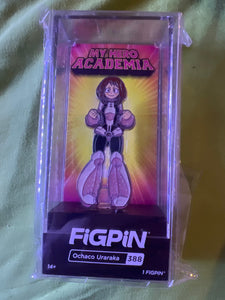 MY HERO
ACADEMIA
FiGPiN
Ochaco Uraraka 388
14+
1 FiGPiN®